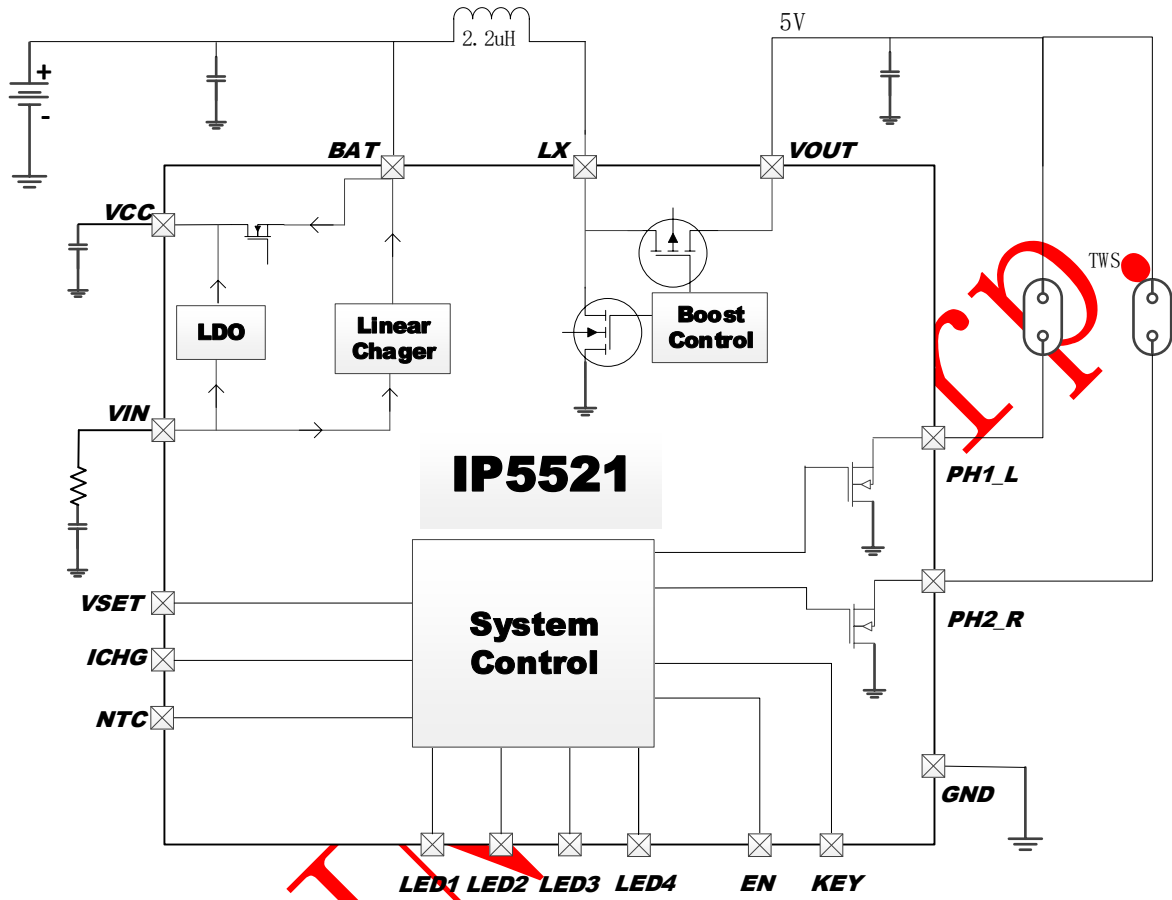 2.2uH
5V
+
-
BAT
LX
VOUT
VCC
TWS
LDO
Linear
Chager
Boost
Control
VIN
IP5521
PH1_L
VSET
System
Control
PH2_R
ICHG
NTC
GND
LED1
LED2
LED3
LED4
EN
KEY